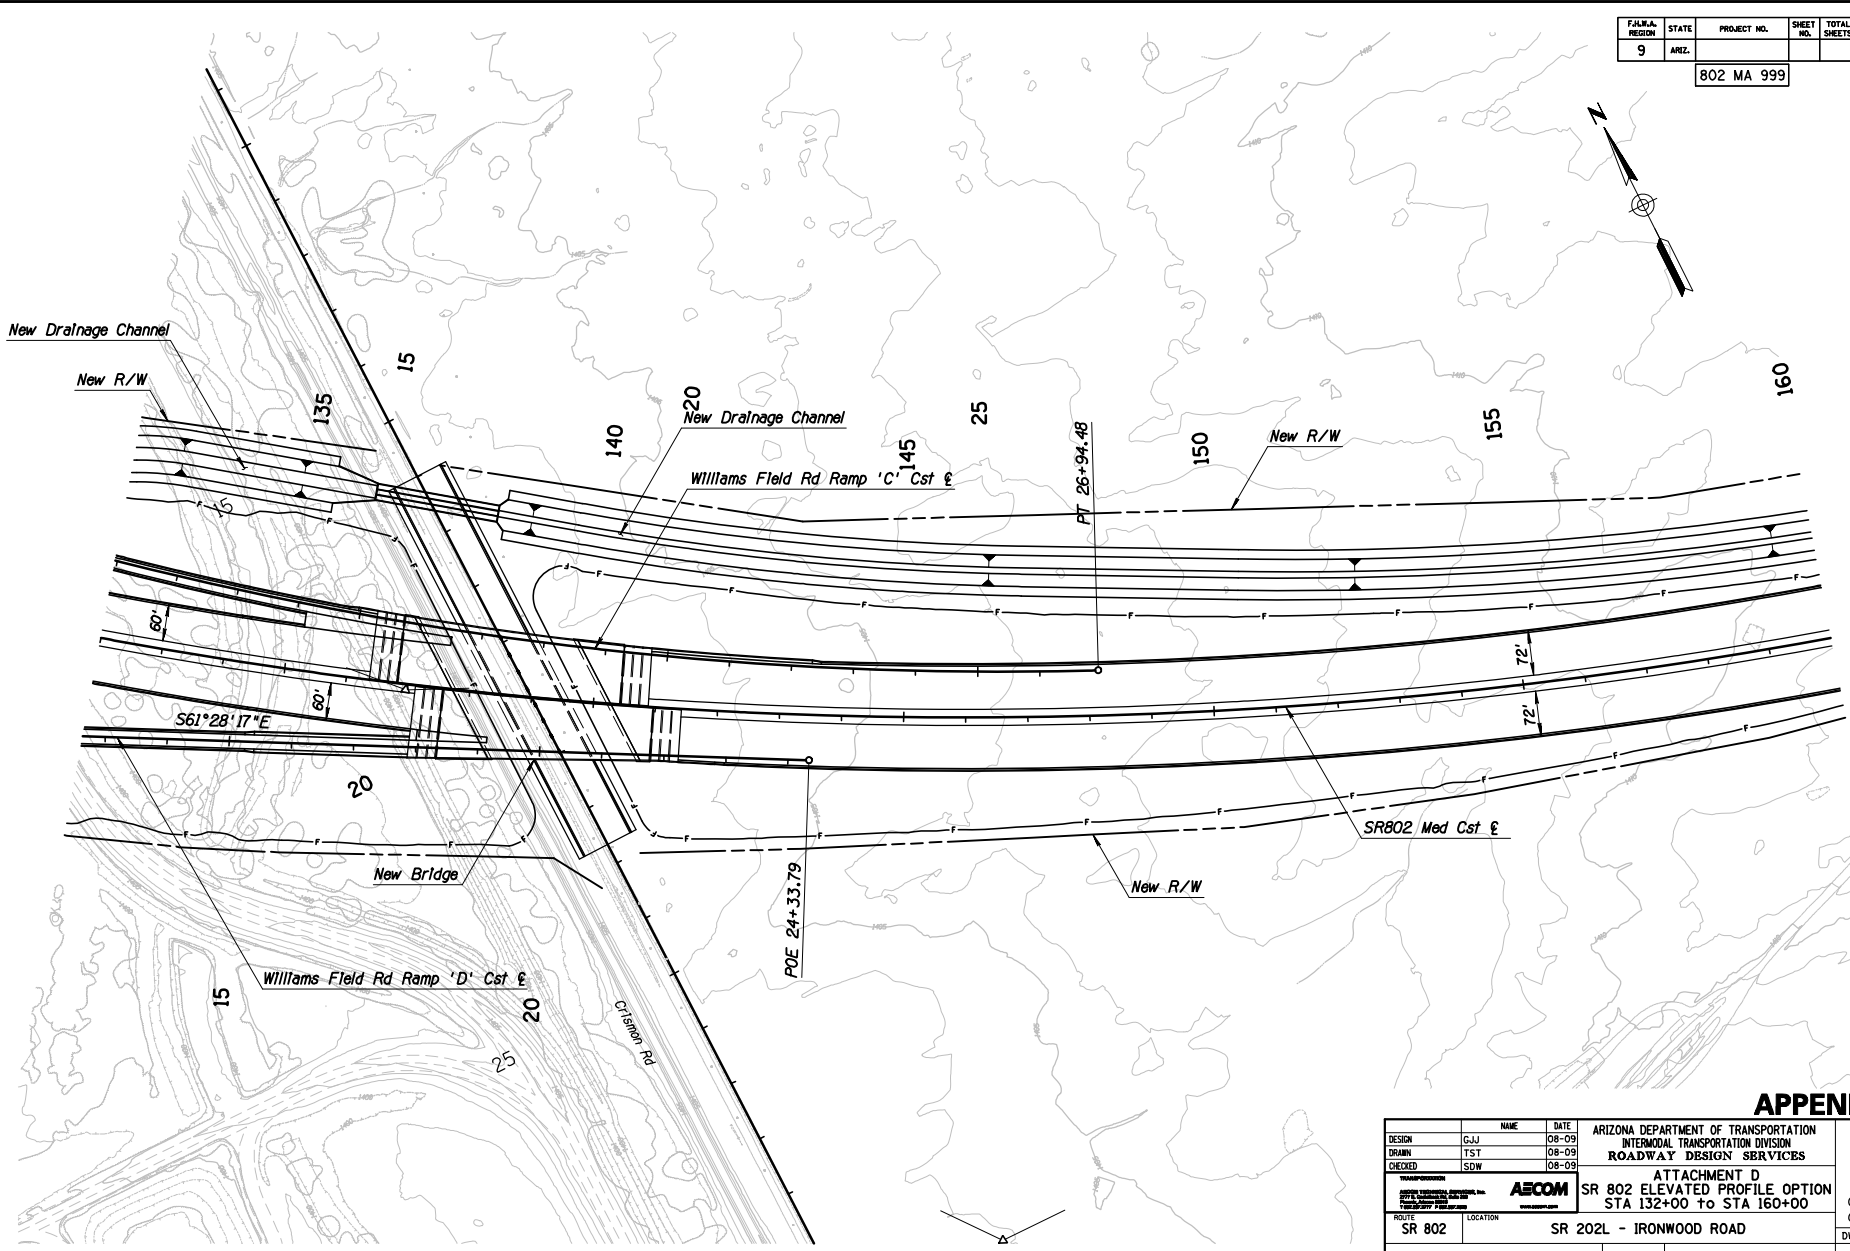 F.H.W.A. REGION STATE PROJECT NO. SHEET NO. TOTAL SHEETS
9 ARIZ.
802 MA 999
N
New Drainage Channel
New R/W
135
15
140
20
New Drainage Channel
145
25
PT 26+94.48
150
New R/W
155
160
Williams Field Rd Ramp 'C' Cst ℄
15
60'
60'
72'
72'
S61°28'17"E
20
New Bridge
POE 24+33.79
SR802 Med Cst ℄
New R/W
Williams Field Rd Ramp 'D' Cst ℄
15
20
25
Crismon Rd
APPEN
NAME DATE
DESIGN GJJ 08-09
DRAWN TST 08-09
CHECKED SDW 08-09
ARIZONA DEPARTMENT OF TRANSPORTATION
INTERMODAL TRANSPORTATION DIVISION
ROADWAY DESIGN SERVICES
AECOM
ATTACHMENT D
SR 802 ELEVATED PROFILE OPTION
STA 132+00 to STA 160+00
ROUTE
SR 802
LOCATION
SR 202L - IRONWOOD ROAD